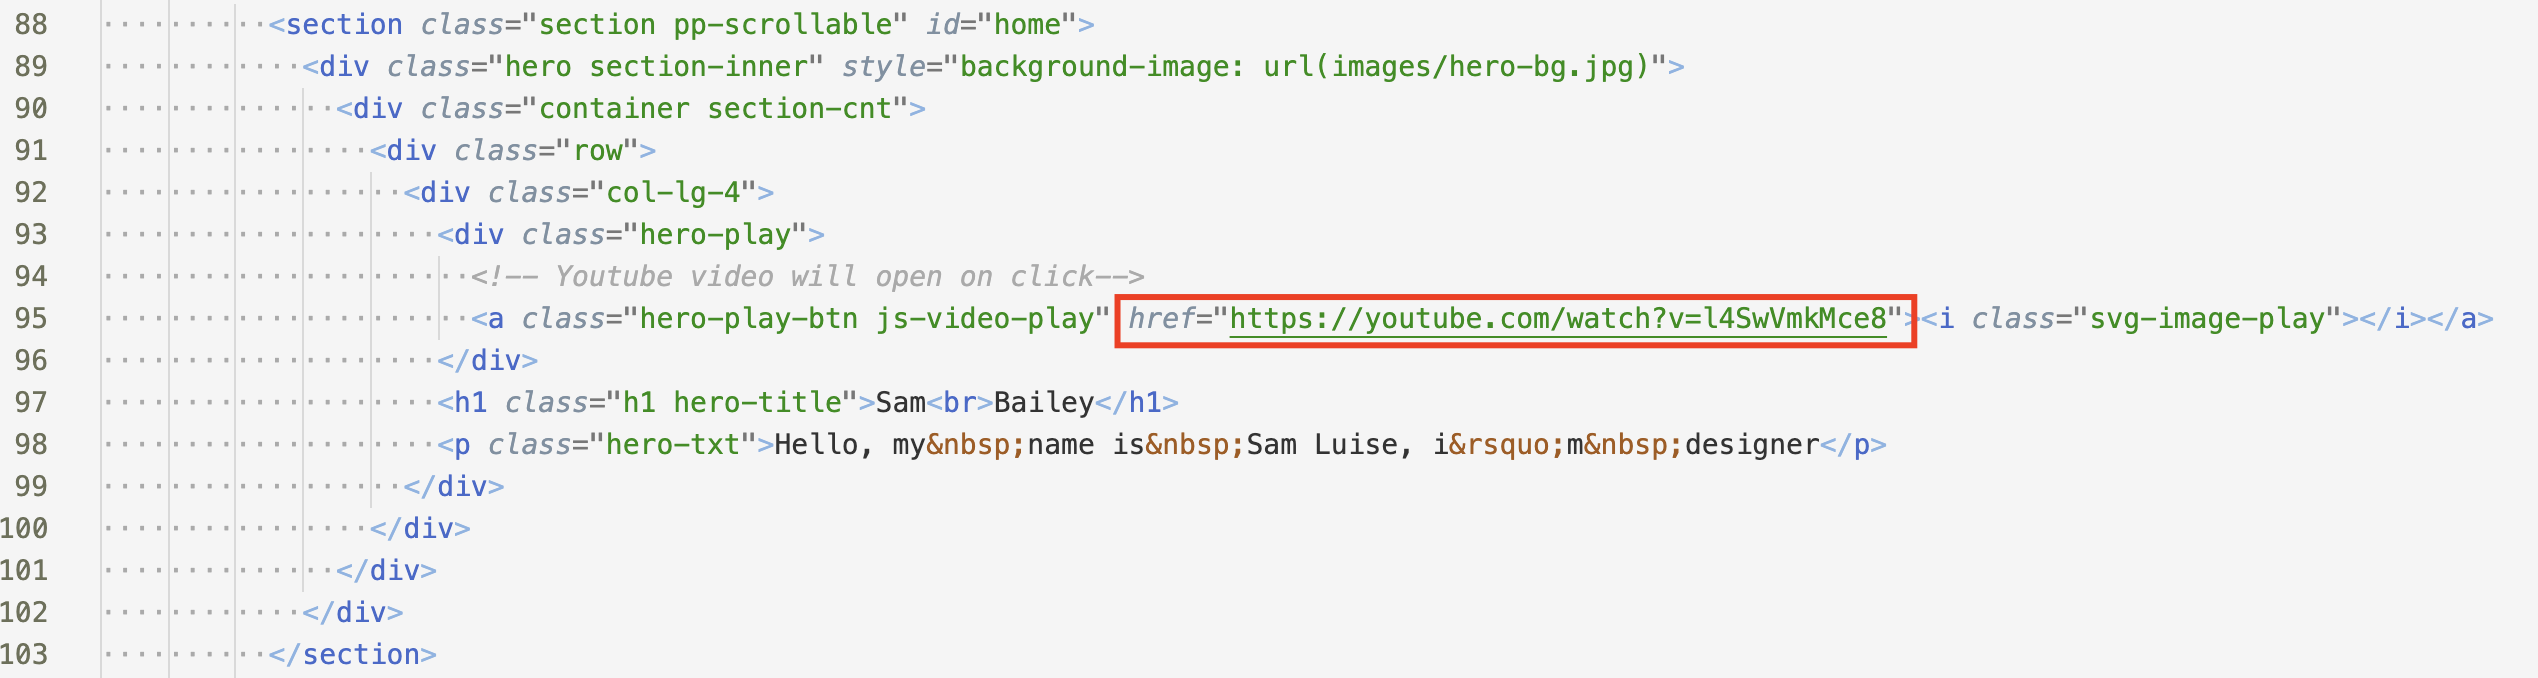 88 <section class="section pp-scrollable" id="home">
89 <div class="hero section-inner" style="background-image: url(images/hero-bg.jpg)">
90 <div class="container section-cnt">
91 <div class="row">
92 <div class="col-lg-4">
93 <div class="hero-play">
94 <!-- Youtube video will open on click-->
95 <a class="hero-play-btn js-video-play" href="https://youtube.com/watch?v=l4SwVmkMce8"><i class="svg-image-play"></i></a>
96 </div>
97 <h1 class="h1 hero-title">Sam<br>Bailey</h1>
98 <p class="hero-txt">Hello, my&nbsp;name is&nbsp;Sam Luise, i&rsquo;m&nbsp;designer</p>
99 </div>
100 </div>
101 </div>
102 </div>
103 </section>